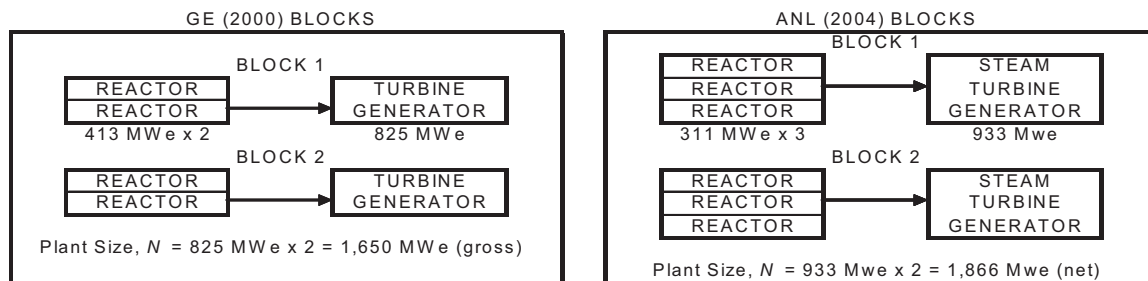 GE (2000) BLOCKS
BLOCK 1
REACTOR
REACTOR
413 MWe x 2
TURBINE
GENERATOR
825 MWe
BLOCK 2
REACTOR
REACTOR
TURBINE
GENERATOR
Plant Size, N = 825 MWe x 2 = 1,650 MWe (gross)
ANL (2004) BLOCKS
BLOCK 1
REACTOR
REACTOR
REACTOR
311 MWe x 3
STEAM
TURBINE
GENERATOR
933 Mwe
BLOCK 2
REACTOR
REACTOR
REACTOR
STEAM
TURBINE
GENERATOR
Plant Size, N = 933 Mwe x 2 = 1,866 Mwe (net)